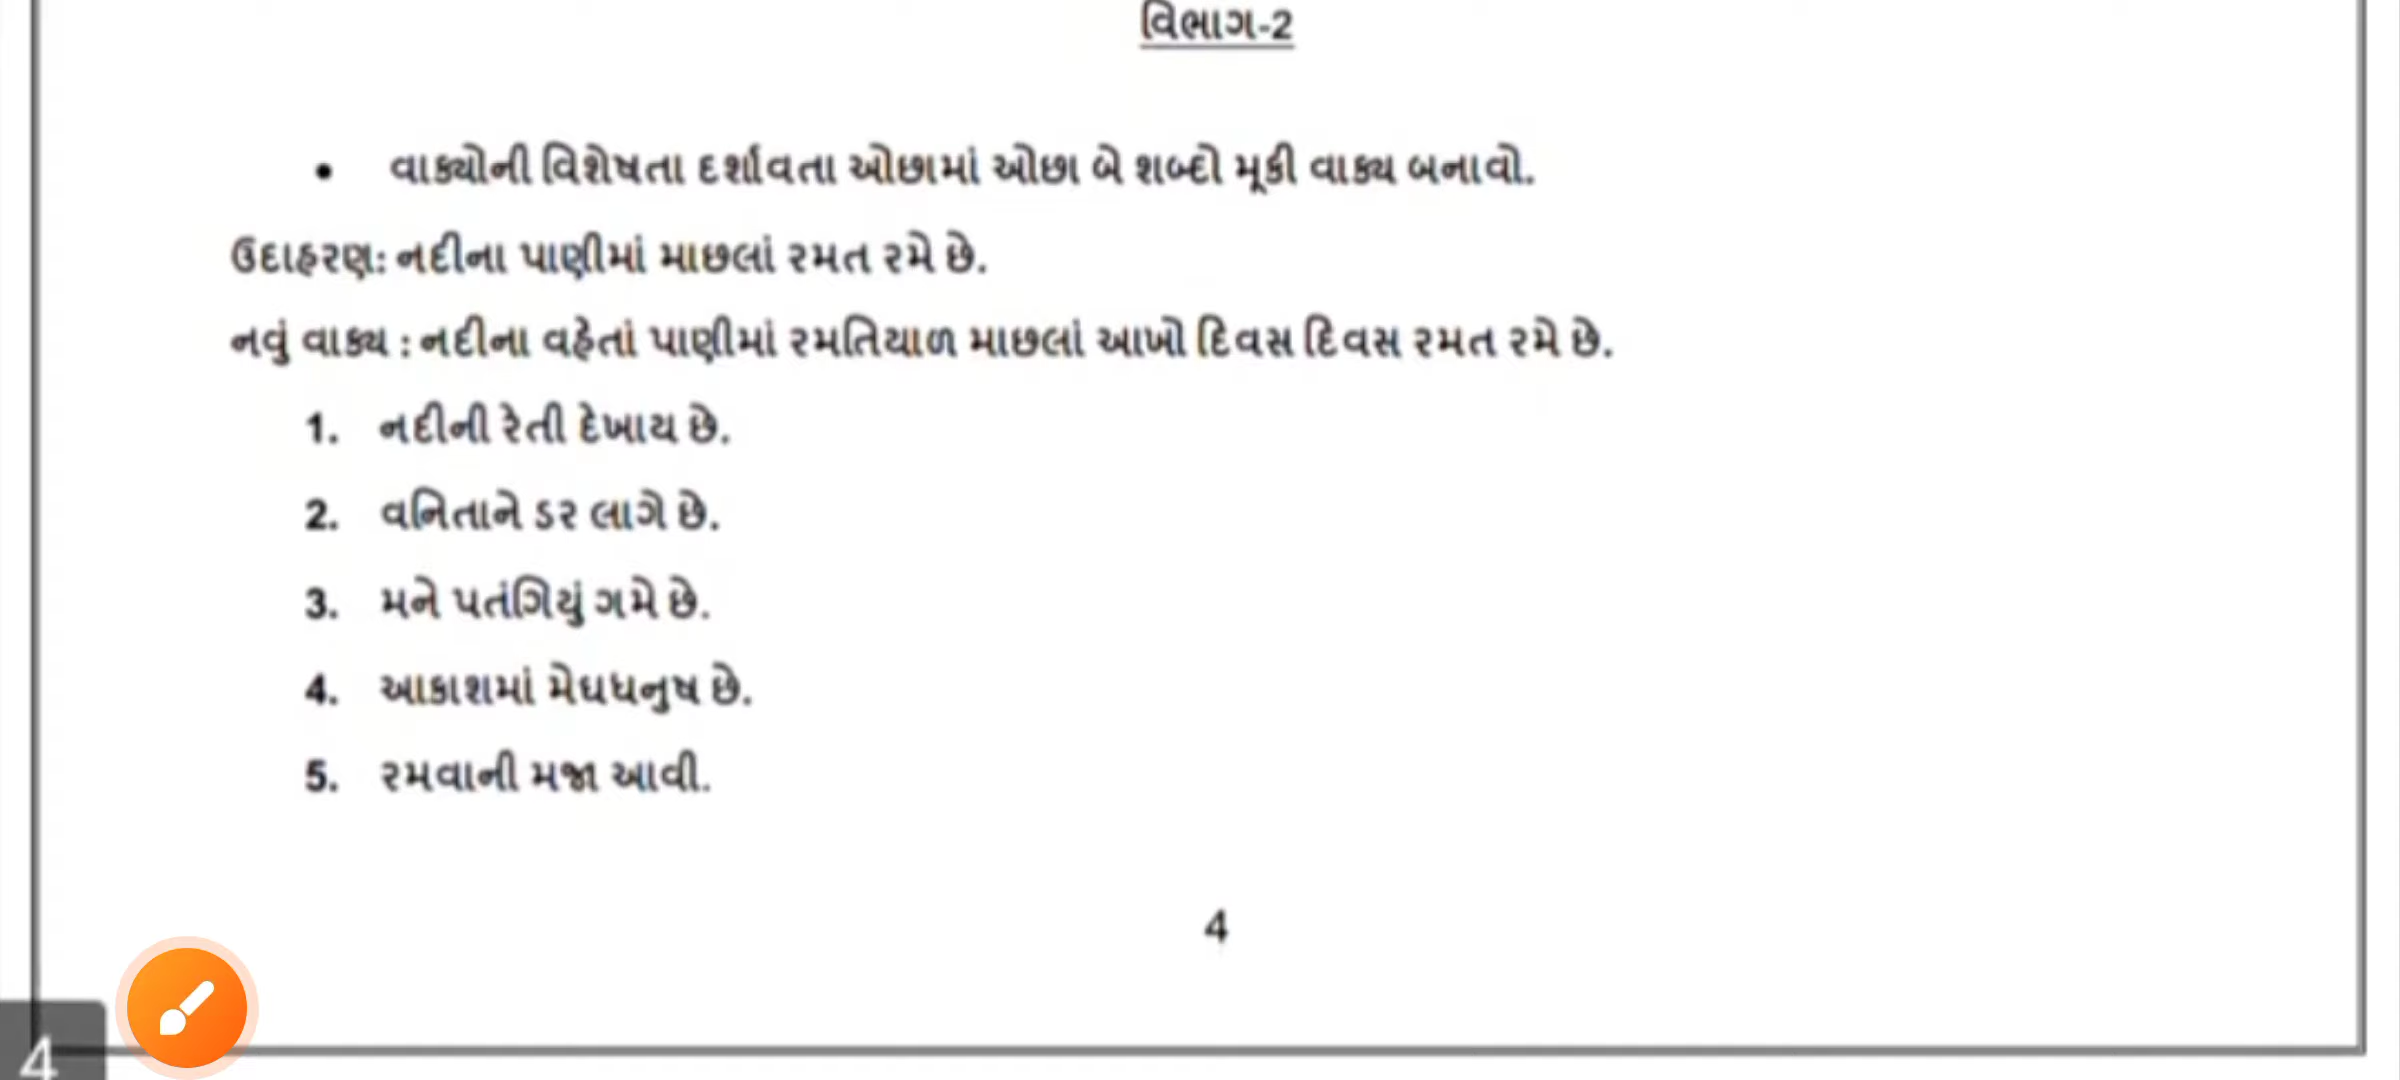 વિભાગ-2
• વાક્યોની વિશેષતા દર્શાવતા ઓછામાં ઓછા બે શબ્દો મૂકી વાક્ય બનાવો.
ઉદાહરણ: નદીના પાણીમાં માછલાં રમત રમે છે.
નવું વાક્ય : નદીના વહેતાં પાણીમાં રમતિયાળ માછલાં આખો દિવસ દિવસ રમત રમે છે.
1. નદીની રેતી દેખાય છે.
2. વનિતાને ડર લાગે છે.
3. મને પતંગિયું ગમે છે.
4. આકાશમાં મેઘધનુષ છે.
5. રમવાની મજા આવી.
4
4